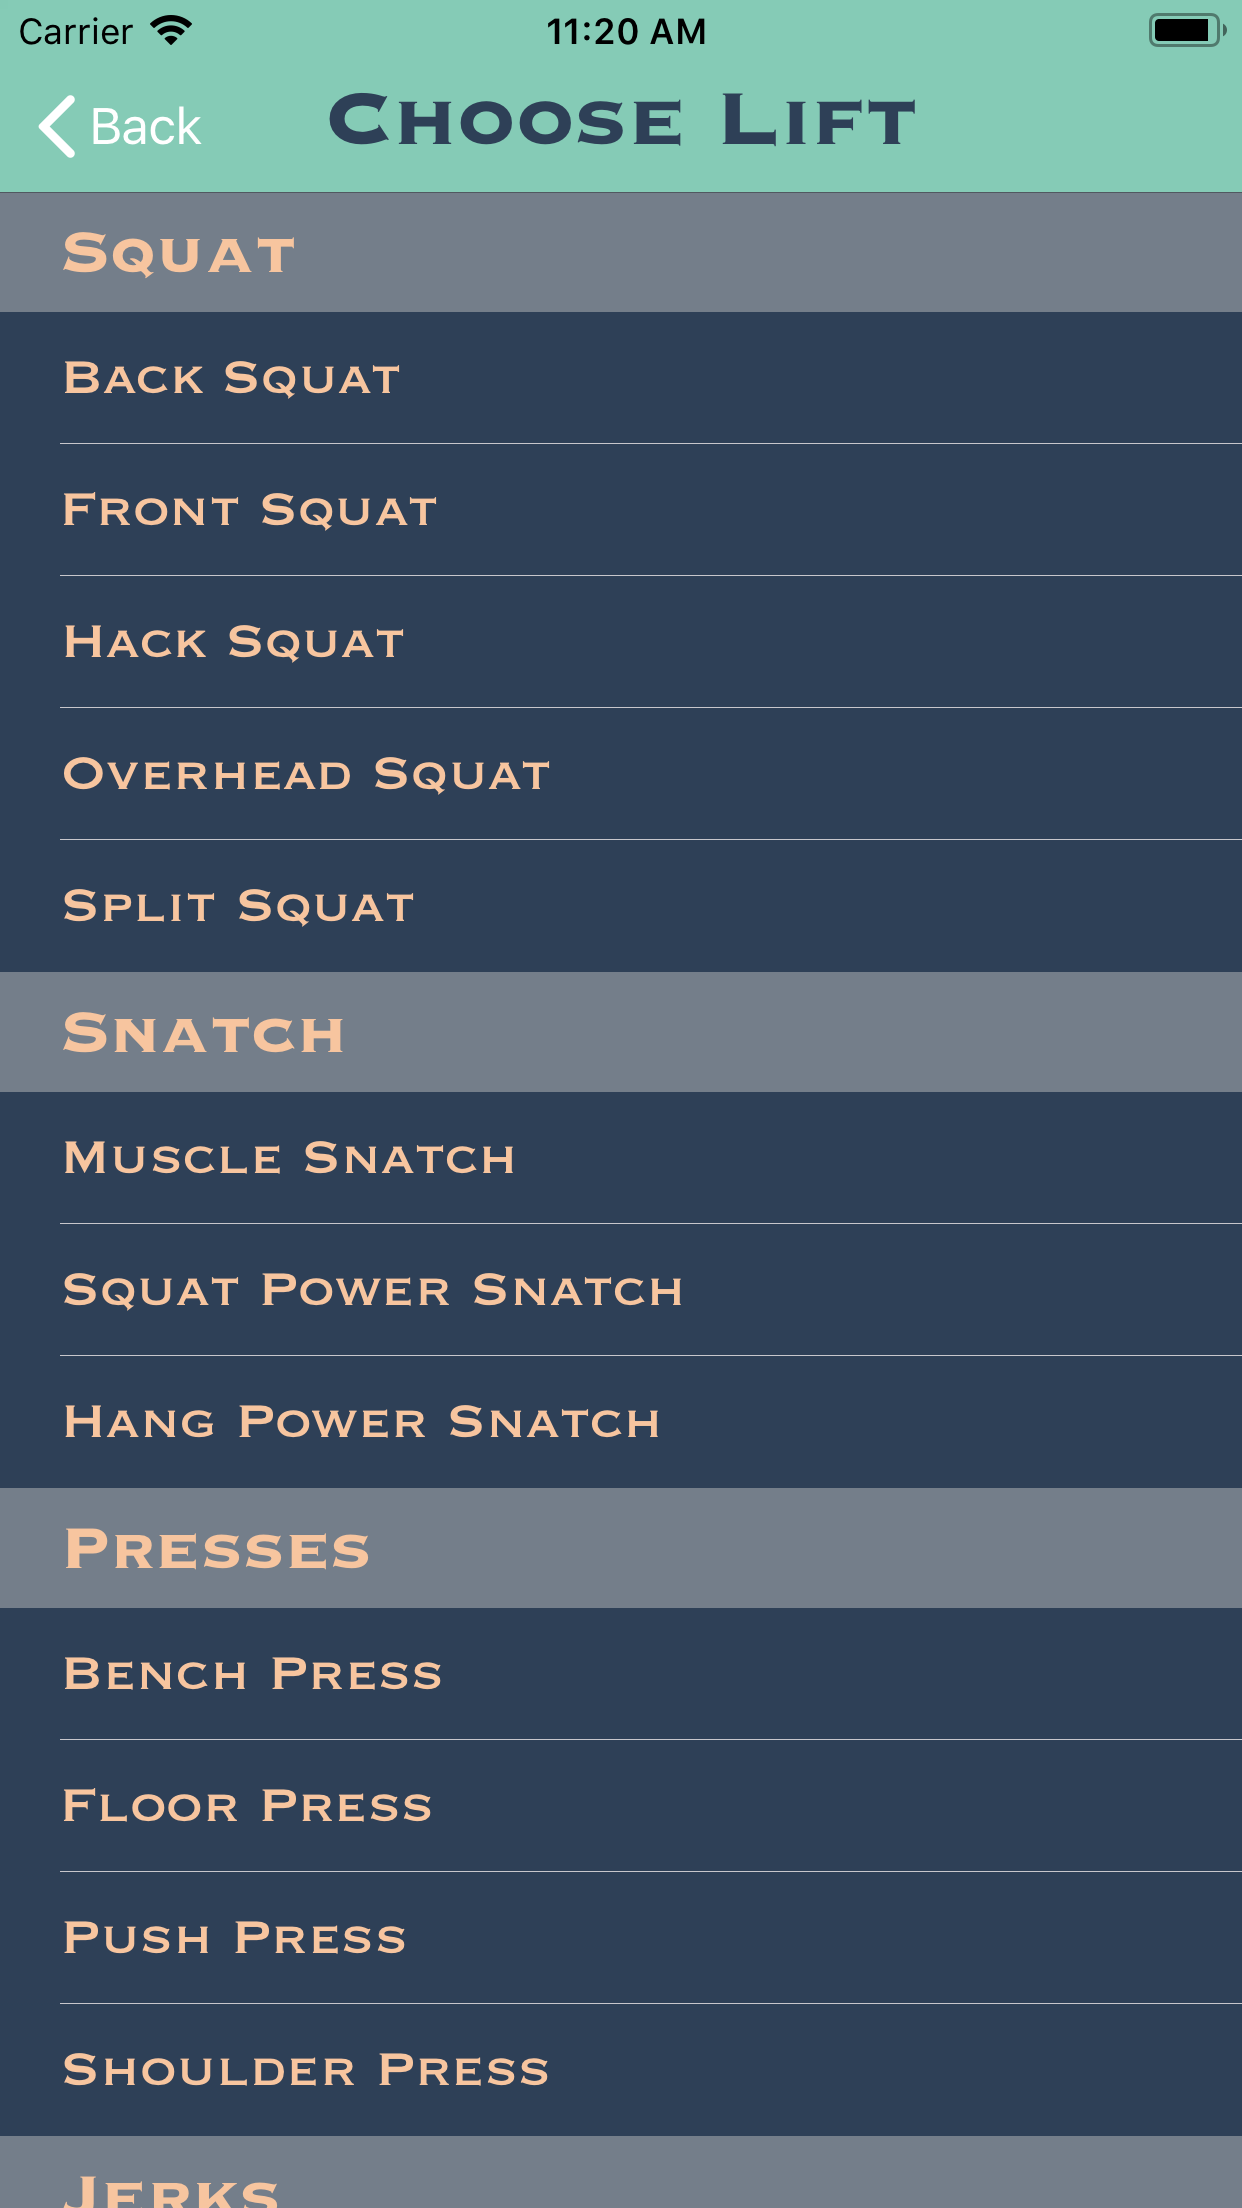 Carrier 11:20 AM
Back Choose Lift
Squat
Back Squat
Front Squat
Hack Squat
Overhead Squat
Split Squat
Snatch
Muscle Snatch
Squat Power Snatch
Hang Power Snatch
Presses
Bench Press
Floor Press
Push Press
Shoulder Press
Jerks